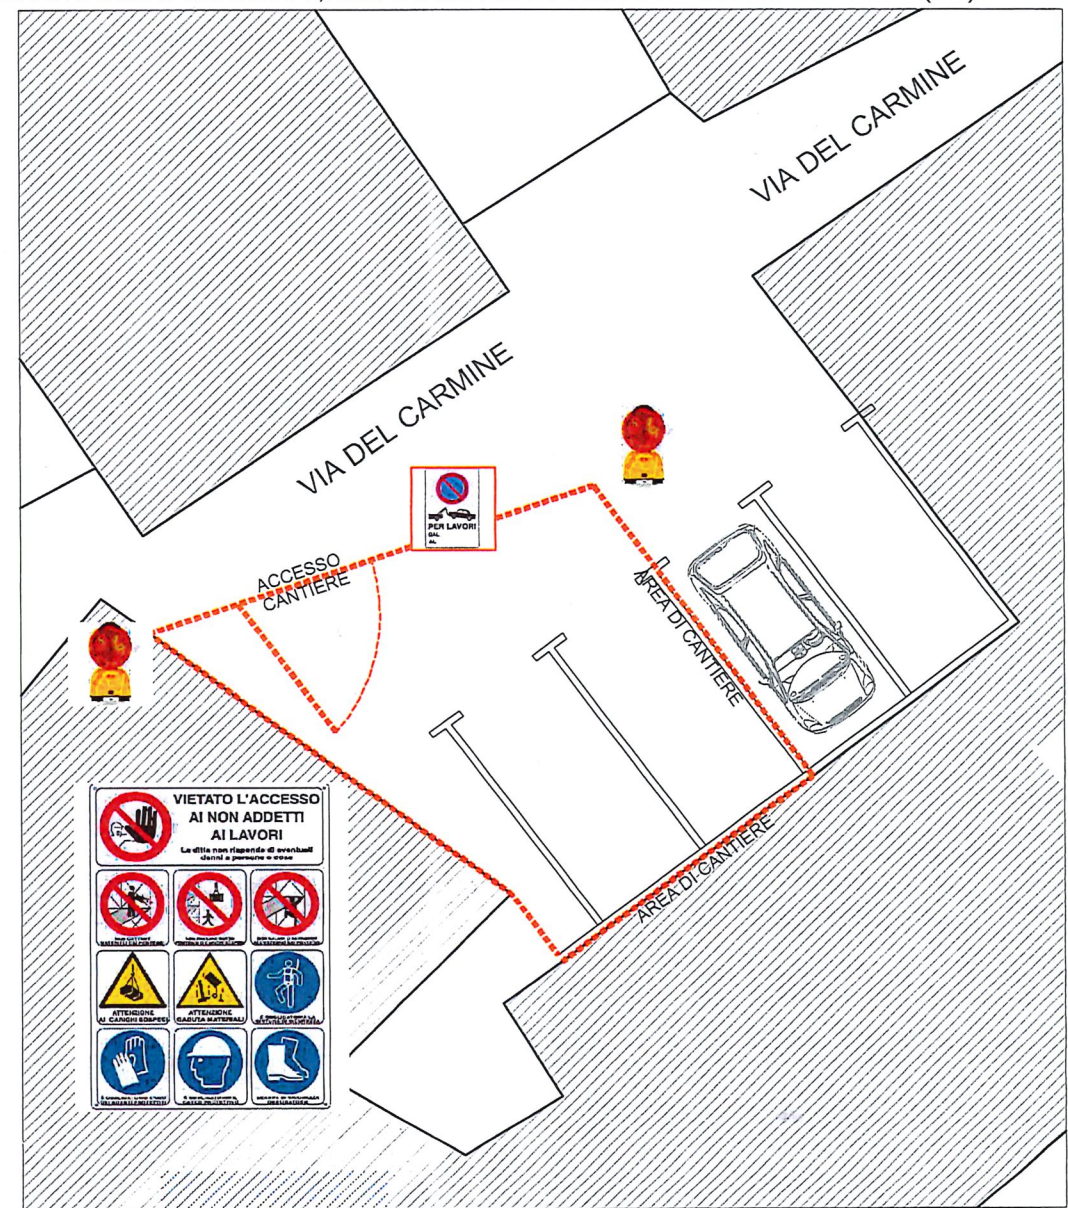 VIA DEL CARMINE
VIA DEL CARMINE
PER LAVORI
DAL
AL
ACCESSO
CANTIERE
AREA DI CANTIERE
AREA DI CANTIERE
VIETATO L'ACCESSO
AI NON ADDETTI
AI LAVORI
La ditta non risponde di eventuali
danni a persone o cose
ATTENZIONE
AI CARICHI SOSPESI
ATTENZIONE
CADUTA MATERIALI